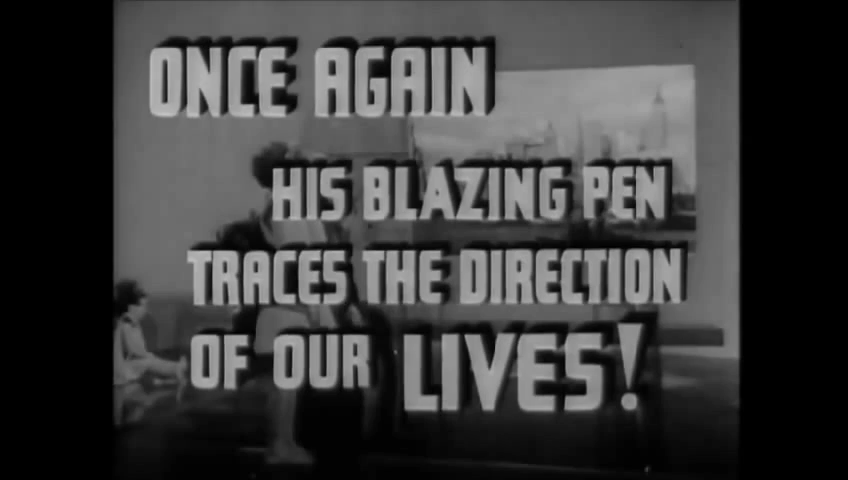 ONCE AGAIN
HIS BLAZING PEN
TRACES THE DIRECTION
OF OUR LIVES!